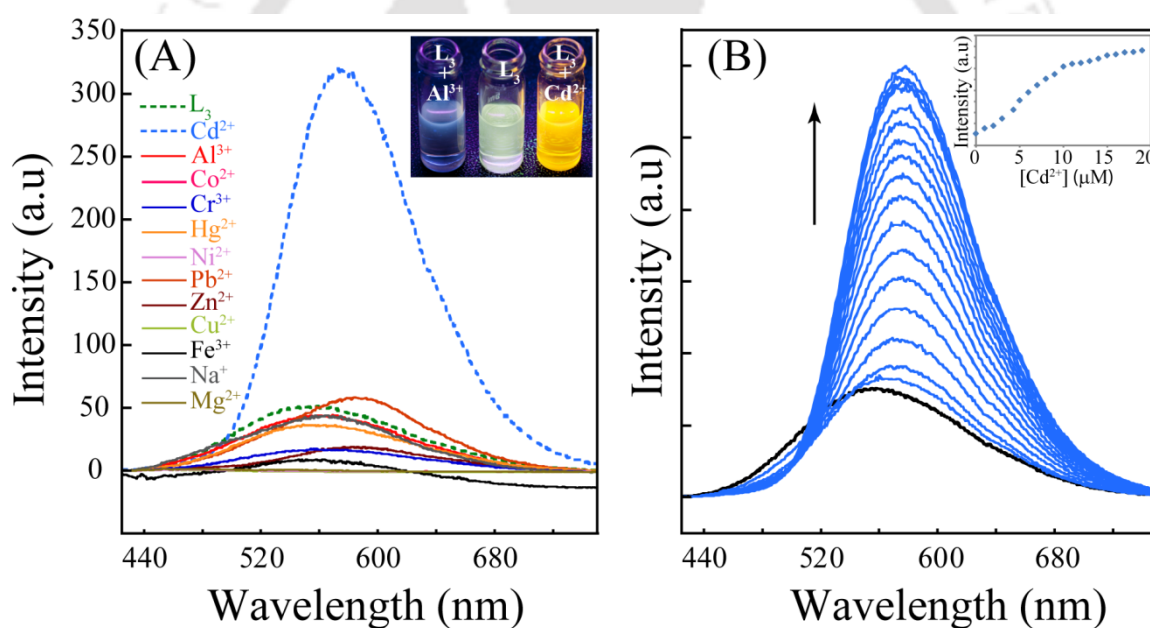 (A)
350
300
250
200
150
100
50
0
Intensity (a.u)
L₃
Cd²⁺
Al³⁺
Co²⁺
Cr³⁺
Hg²⁺
Ni²⁺
Pb²⁺
Zn²⁺
Cu²⁺
Fe³⁺
Na⁺
Mg²⁺
L₃
+
Al³⁺
L₃
L₃
+
Cd²⁺
440 520 600 680
Wavelength (nm)
(B)
Intensity (a.u)
Intensity (a.u)
0 5 10 15 20
[Cd²⁺] (μM)
440 520 600 680
Wavelength (nm)